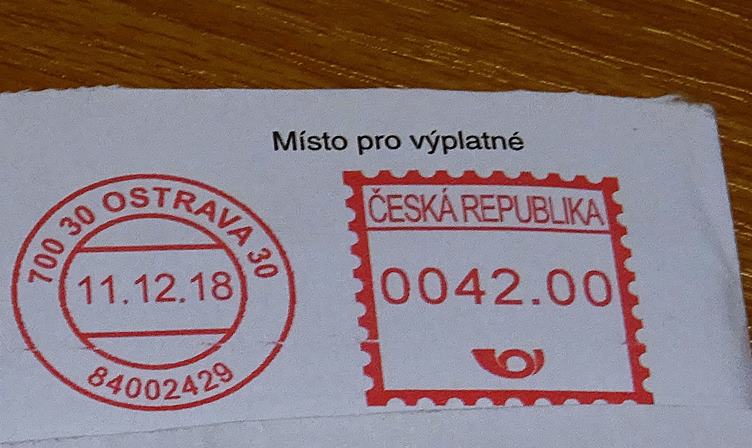 Místo pro výplatné
700 30 OSTRAVA 30
11.12.18
84002429
ČESKÁ REPUBLIKA
0042.00